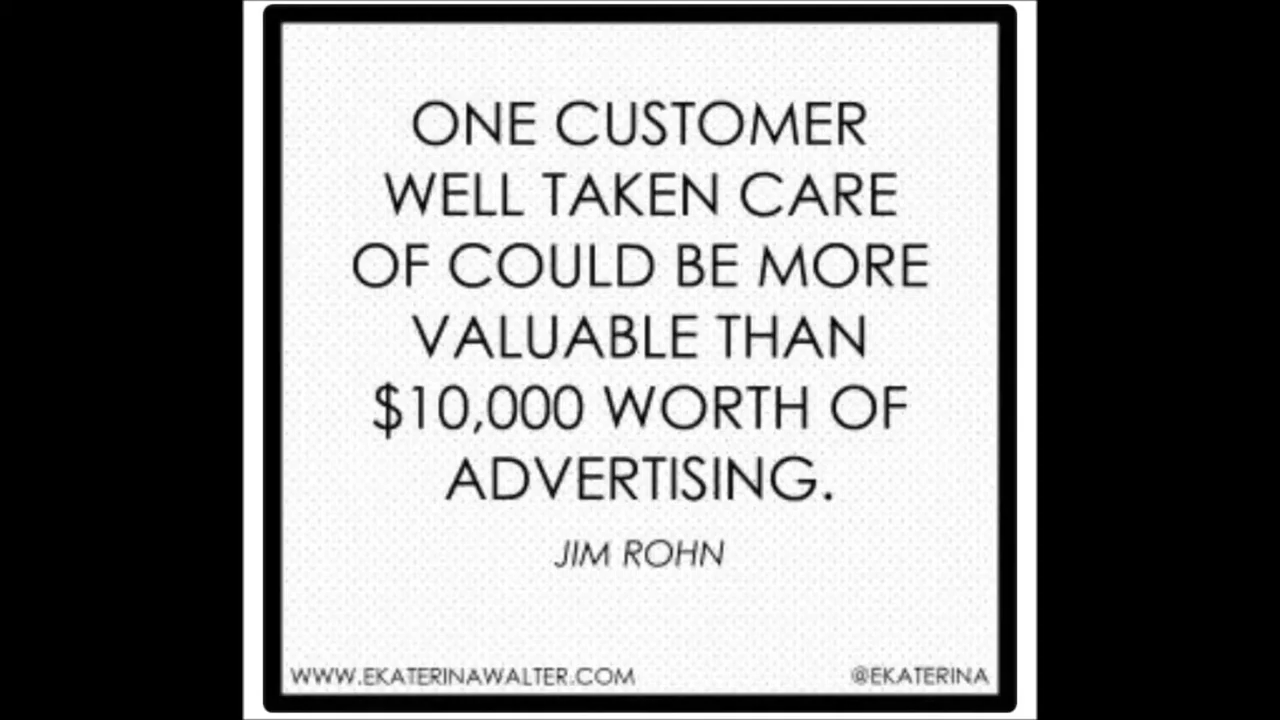 ONE CUSTOMER
WELL TAKEN CARE
OF COULD BE MORE
VALUABLE THAN
$10,000 WORTH OF
ADVERTISING.
JIM ROHN
WWW.EKATERINAWALTER.COM
@EKATERINA